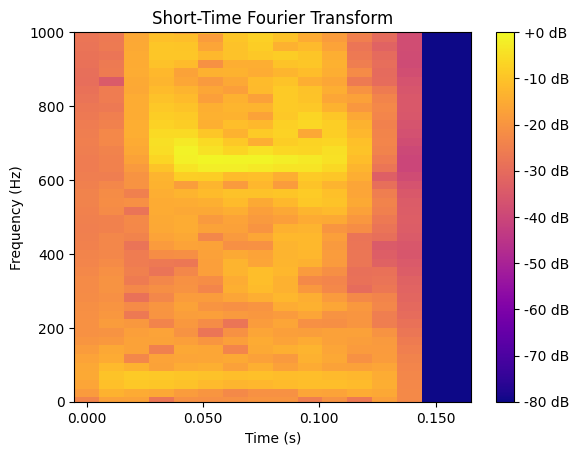 Short-Time Fourier Transform
1000
800
600
400
200
0
Frequency (Hz)
0.000
0.050
0.100
0.150
Time (s)
+0 dB
-10 dB
-20 dB
-30 dB
-40 dB
-50 dB
-60 dB
-70 dB
-80 dB